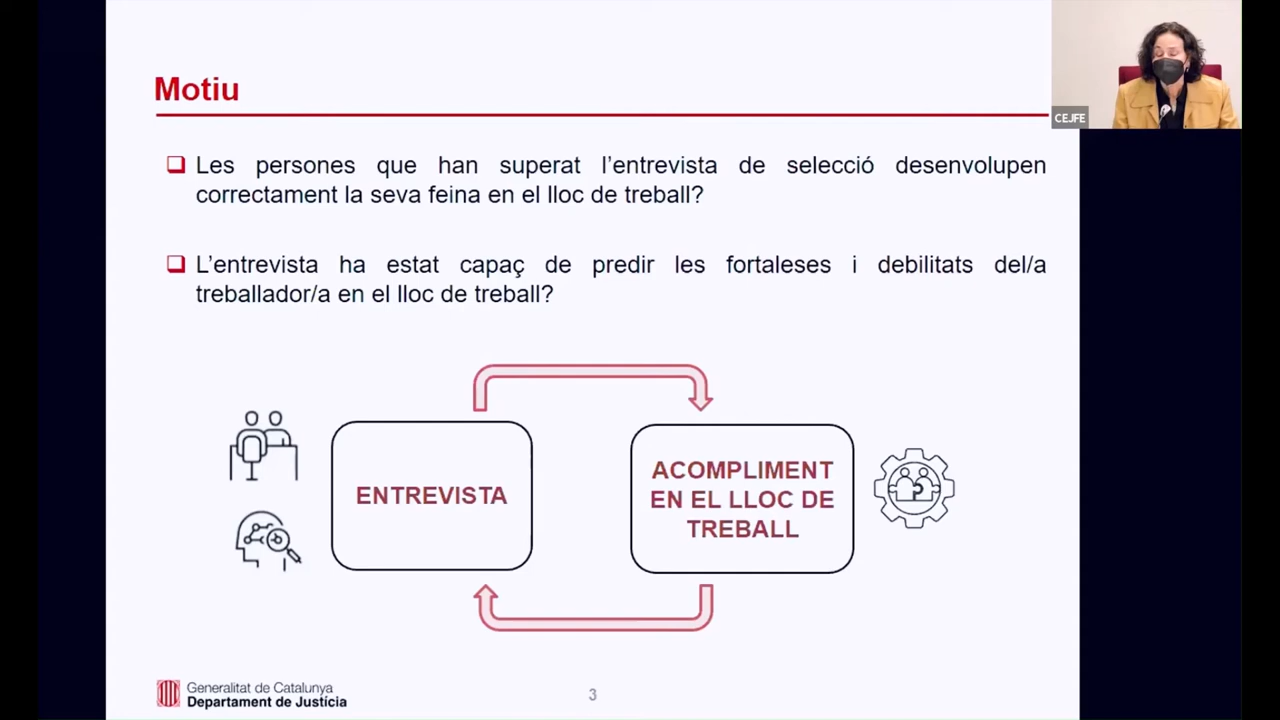 Motiu
CEJFE
Les persones que han superat l’entrevista de selecció desenvolupen
correctament la seva feina en el lloc de treball?
L’entrevista ha estat capaç de predir les fortaleses i debilitats del/a
treballador/a en el lloc de treball?
ENTREVISTA
ACOMPLIMENT
EN EL LLOC DE
TREBALL
Generalitat de Catalunya
Departament de Justícia
3